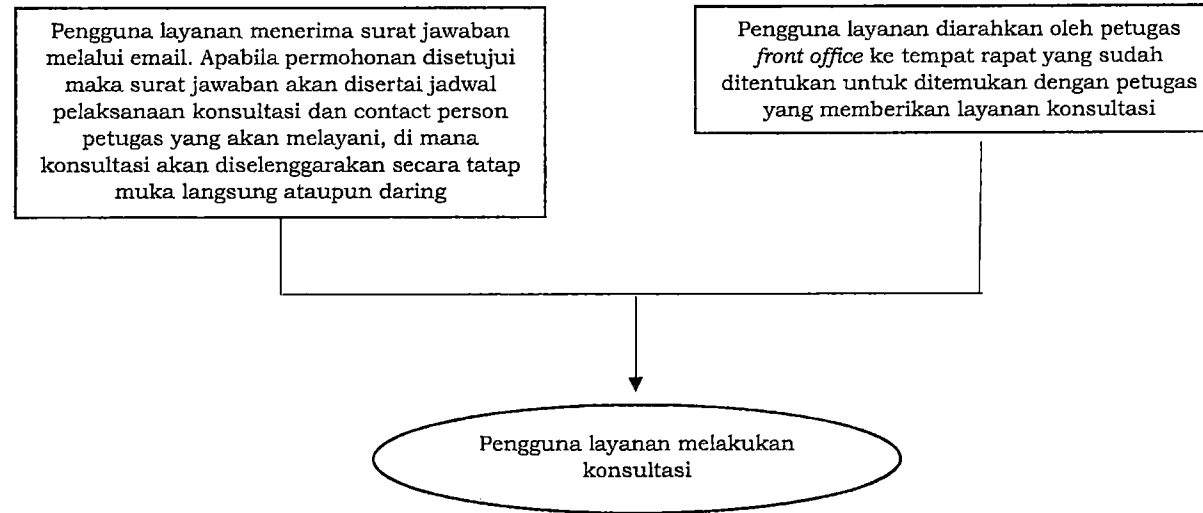 Pengguna layanan menerima surat jawaban
melalui email. Apabila permohonan disetujui
maka surat jawaban akan disertai jadwal
pelaksanaan konsultasi dan contact person
petugas yang akan melayani, di mana
konsultasi akan diselenggarakan secara tatap
muka langsung ataupun daring
Pengguna layanan diarahkan oleh petugas
front office ke tempat rapat yang sudah
ditentukan untuk ditemukan dengan petugas
yang memberikan layanan konsultasi
Pengguna layanan melakukan
konsultasi